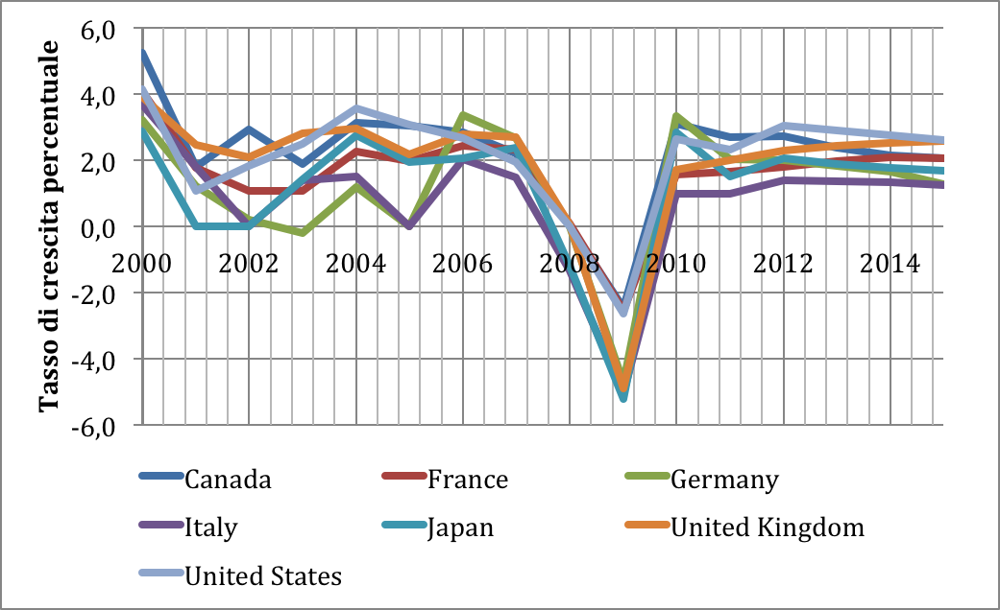 Tasso di crescita percentuale
6,0
4,0
2,0
0,0
-2,0
-4,0
-6,0
2000 2002 2004 2006 2008 2010 2012 2014
Canada France Germany
Italy Japan United Kingdom
United States